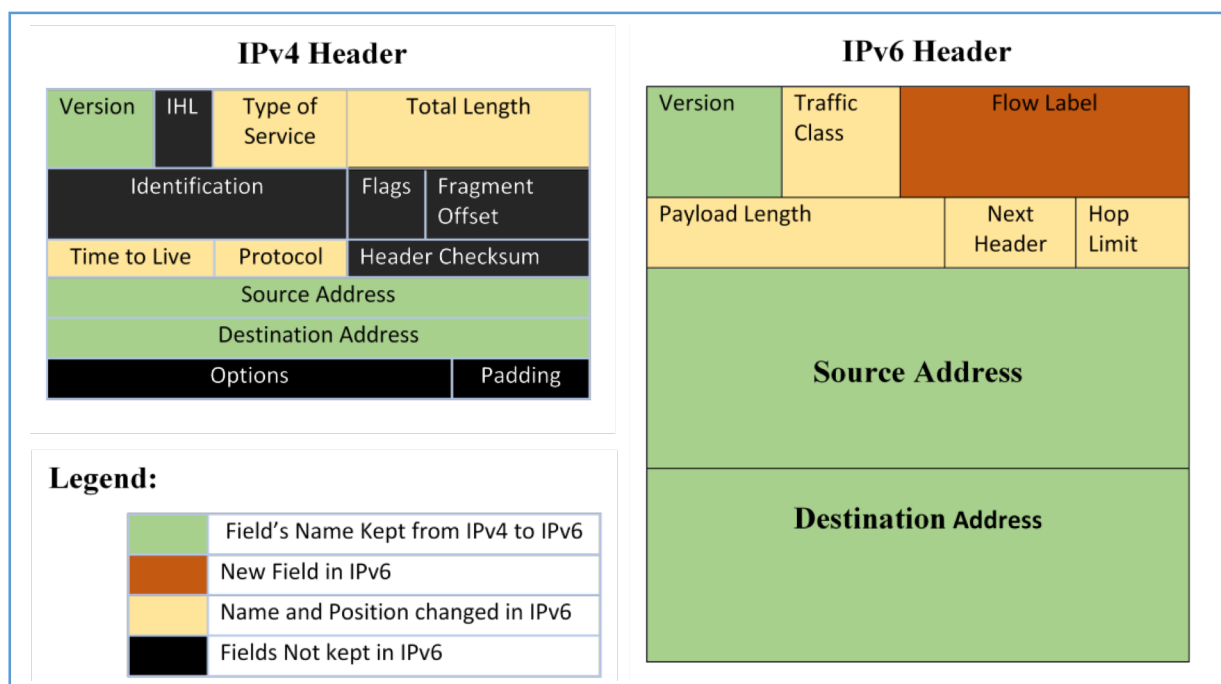 IPv4 Header
Version IHL Type of Service Total Length
Identification Flags Fragment Offset
Time to Live Protocol Header Checksum
Source Address
Destination Address
Options Padding
Legend:
Field's Name Kept from IPv4 to IPv6
New Field in IPv6
Name and Position changed in IPv6
Fields Not kept in IPv6
IPv6 Header
Version Traffic Class Flow Label
Payload Length Next Header Hop Limit
Source Address
Destination Address